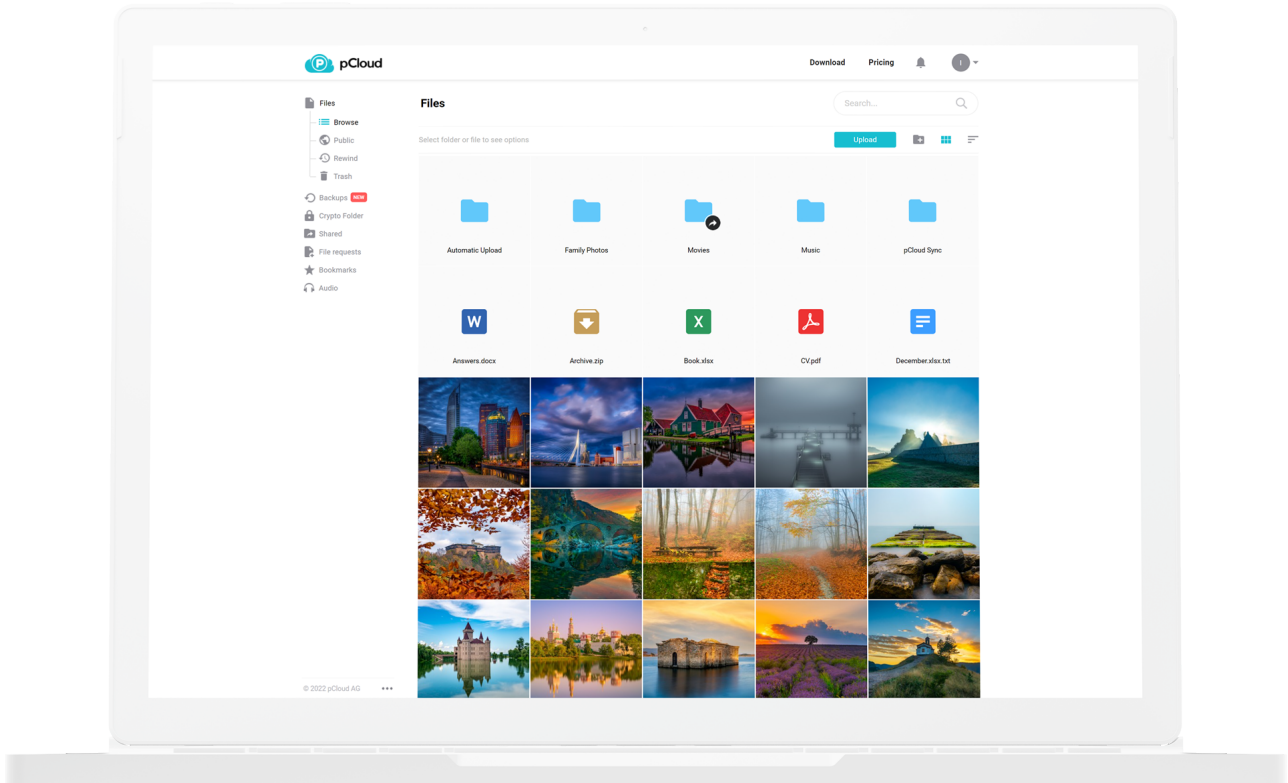 pCloud
Download
Pricing
I
Files
Browse
Public
Rewind
Trash
Backups NEW
Crypto Folder
Shared
File requests
Bookmarks
Audio
© 2022 pCloud AG
Files
Search...
Select folder or file to see options
Upload
Automatic Upload
Family Photos
Movies
Music
pCloud Sync
W
X
Answers.docx
Archive.zip
Book.xlsx
CV.pdf
December.xlsx.txt